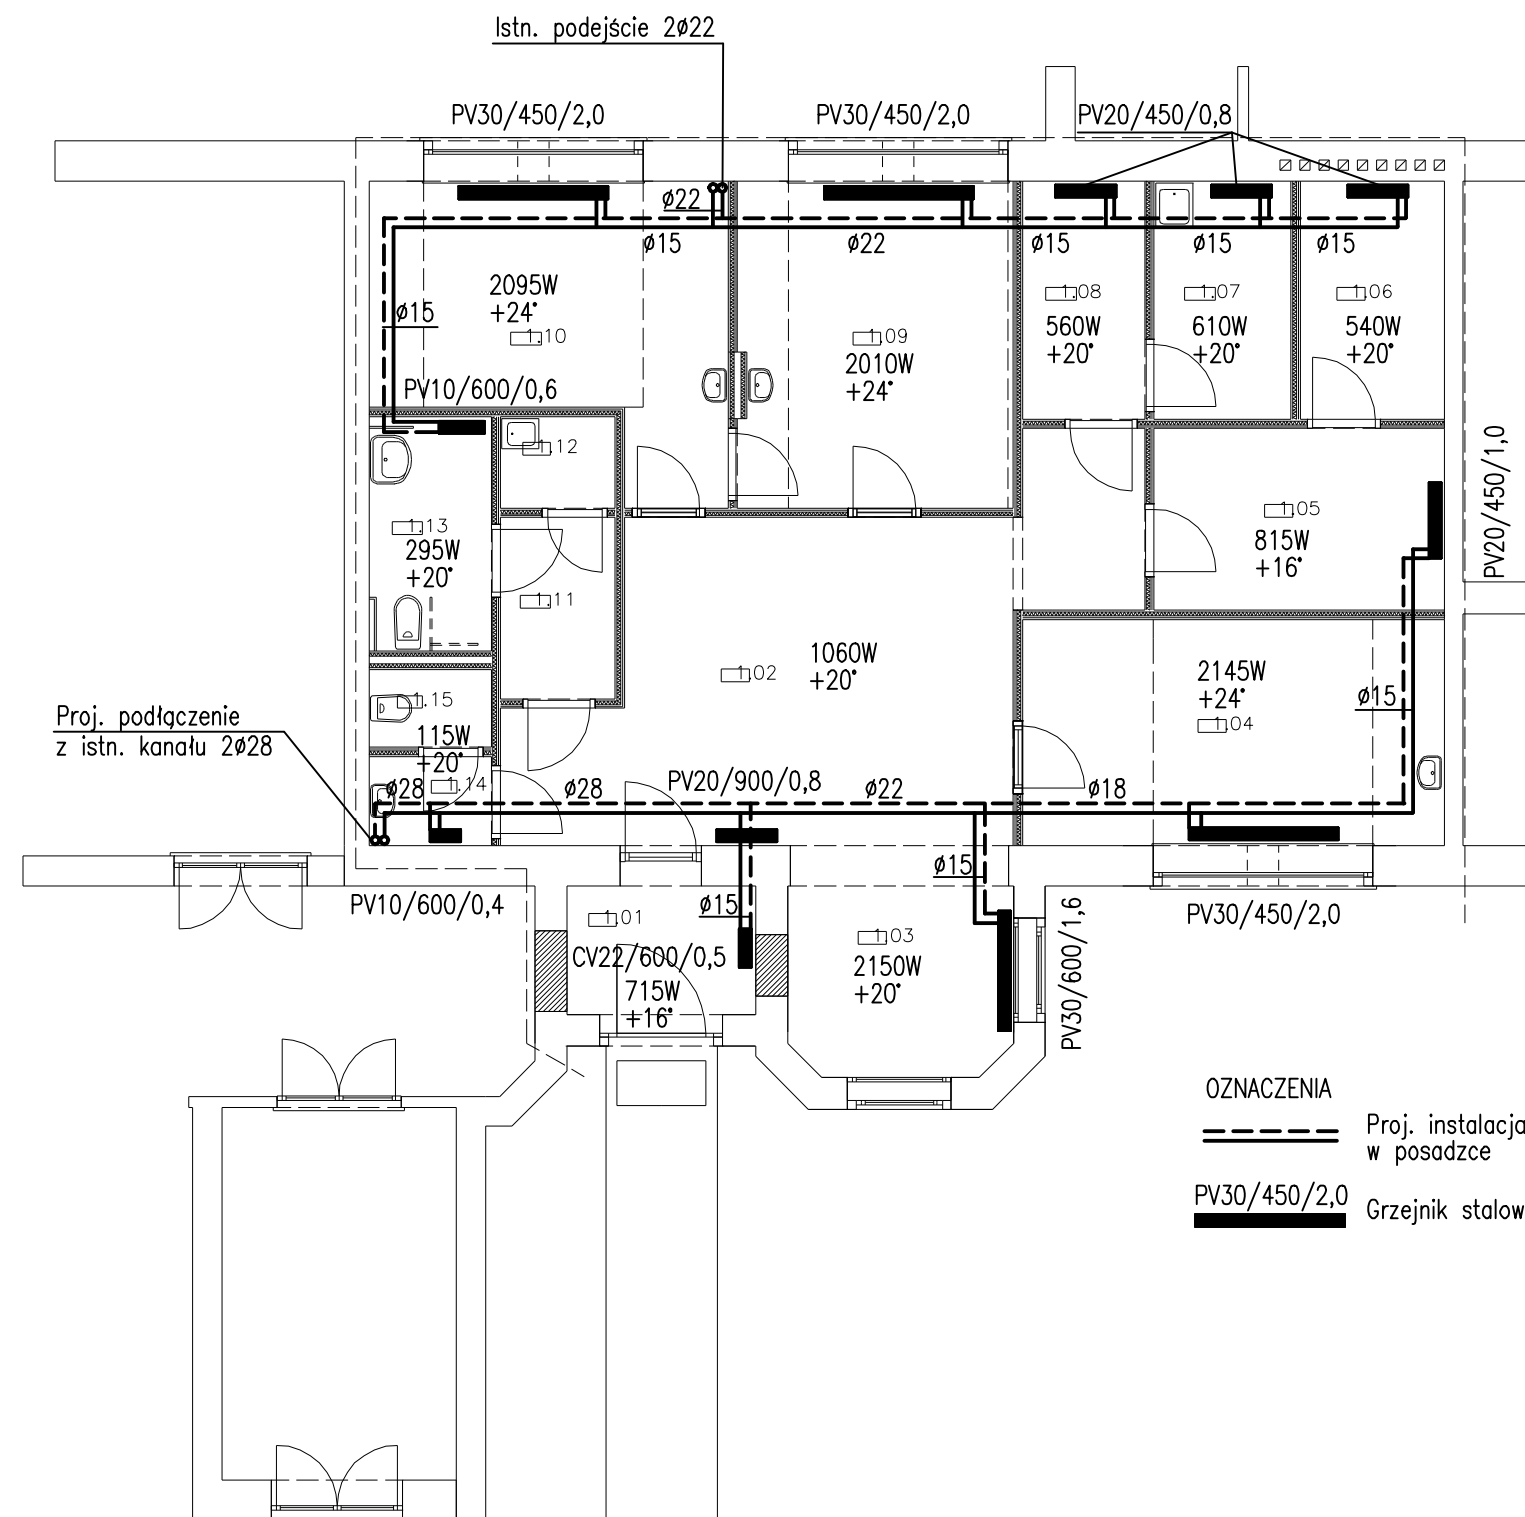 Istn. podejście 2ø22
PV30/450/2,0
PV30/450/2,0
PV20/450/0,8
ø22
ø15
ø22
ø15
ø15
ø15
2095W
+24°
1.10
ø15
1.09
2010W
+24°
1.08
560W
+20°
1.07
610W
+20°
1.06
540W
+20°
PV10/600/0,6
1.12
1.13
295W
+20°
1.11
1.05
815W
+16°
PV20/450/1,0
1.02
1060W
+20°
2145W
+24°
1.04
ø15
1.15
115W
+20°
1.14
Proj. podłączenie
z istn. kanału 2ø28
ø28
ø28
PV20/900/0,8
ø22
ø18
ø15
PV10/600/0,4
1.01
ø15
CV22/600/0,5
715W
+16°
1.03
2150W
+20°
PV30/600/1,6
PV30/450/2,0
OZNACZENIA
Proj. instalacja
w posadzce
PV30/450/2,0
Grzejnik stalow